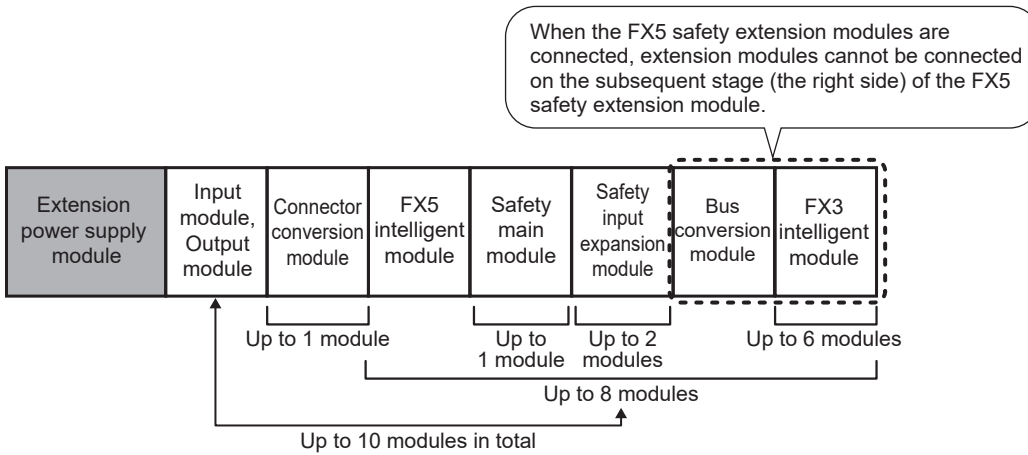 When the FX5 safety extension modules are
connected, extension modules cannot be connected
on the subsequent stage (the right side) of the FX5
safety extension module.
Extension
power supply
module
Input
module,
Output
module
Connector
conversion
module
FX5
intelligent
module
Safety
main
module
Safety
input
expansion
module
Bus
conversion
module
FX3
intelligent
module
Up to 1 module
Up to
1 module
Up to 2
modules
Up to 6 modules
Up to 8 modules
Up to 10 modules in total